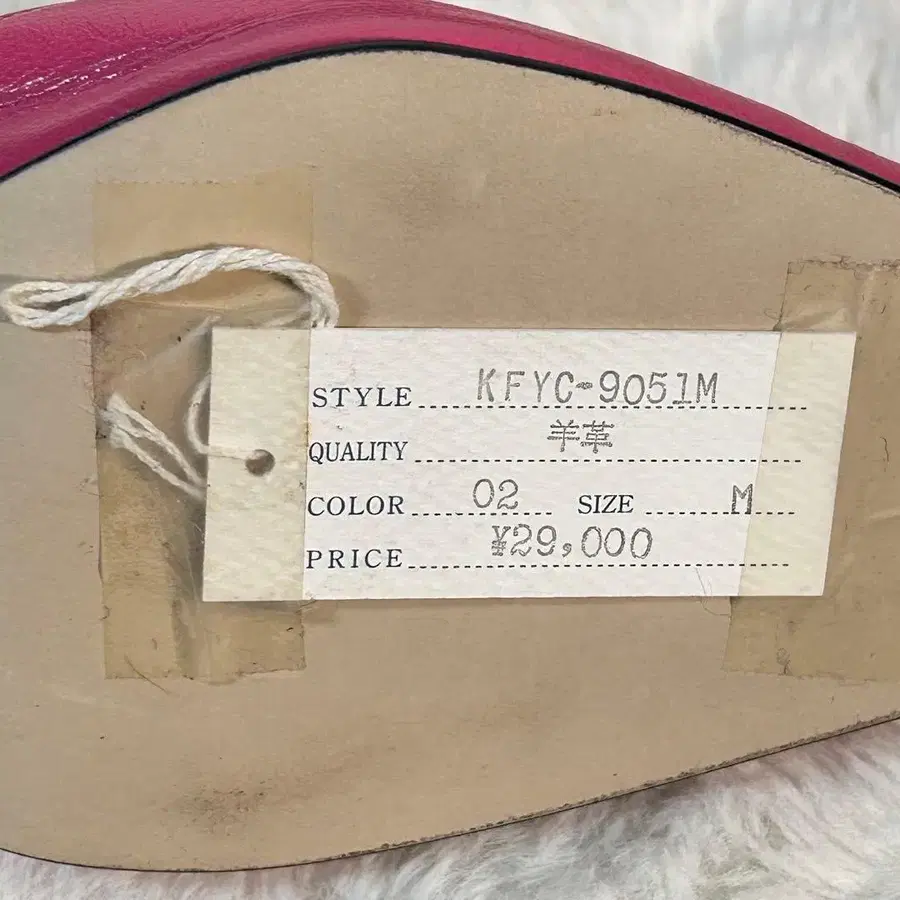 STYLE KFYC-9051M
QUALITY 羊革
COLOR 02 SIZE M
PRICE ¥29,000